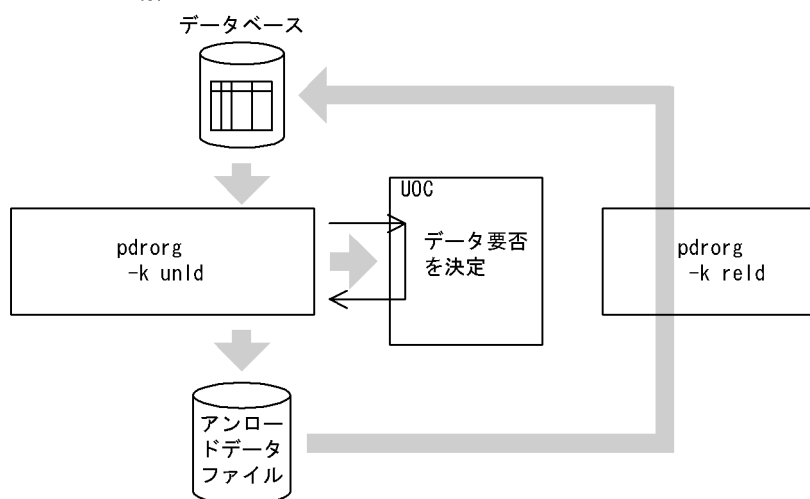 データベース
UOC
データ要否
を決定
pdrorg
-k unld
pdrorg
-k reld
アンロー
ドデータ
ファイル